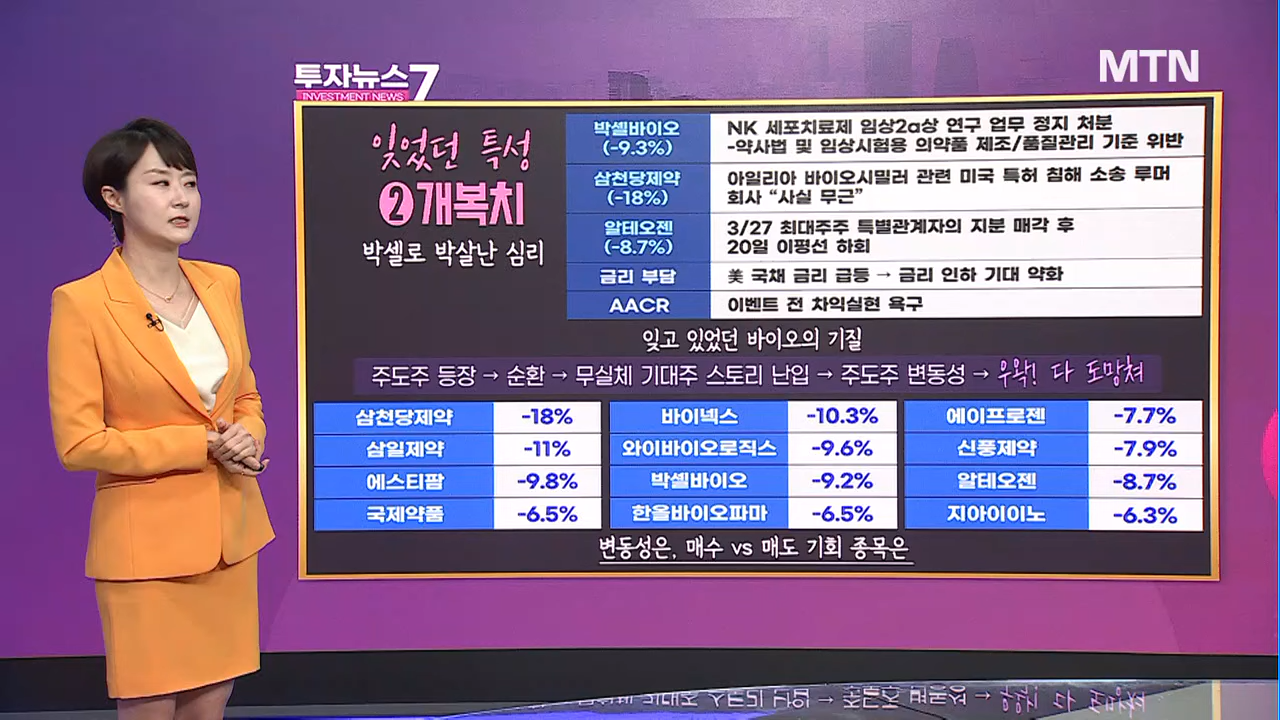 MTN
투자뉴스7
INVESTMENT NEWS
잊었던 특성
②개복치
박셀로 박살난 심리
박셀바이오
(-9.3%)
NK 세포치료제 임상2a상 연구 업무 정지 처분
-약사법 및 임상시험용 의약품 제조/품질관리 기준 위반
삼천당제약
(-18%)
아일리아 바이오시밀러 관련 미국 특허 침해 소송 루머
회사 “사실 무근”
알테오젠
(-8.7%)
3/27 최대주주 특별관계자의 지분 매각 후
20일 이평선 하회
금리 부담
美 국채 금리 급등 → 금리 인하 기대 약화
AACR
이벤트 전 차익실현 욕구
잊고 있었던 바이오의 기질
주도주 등장 → 순환 → 무실체 기대주 스토리 난입 → 주도주 변동성 → 우왁! 다 도망쳐
삼천당제약 -18% 바이넥스 -10.3% 에이프로젠 -7.7%
삼일제약 -11% 와이바이오로직스 -9.6% 신풍제약 -7.9%
에스티팜 -9.8% 박셀바이오 -9.2% 알테오젠 -8.7%
국제약품 -6.5% 한올바이오파마 -6.5% 지아이이노 -6.3%
변동성은, 매수 vs 매도 기회 종목은